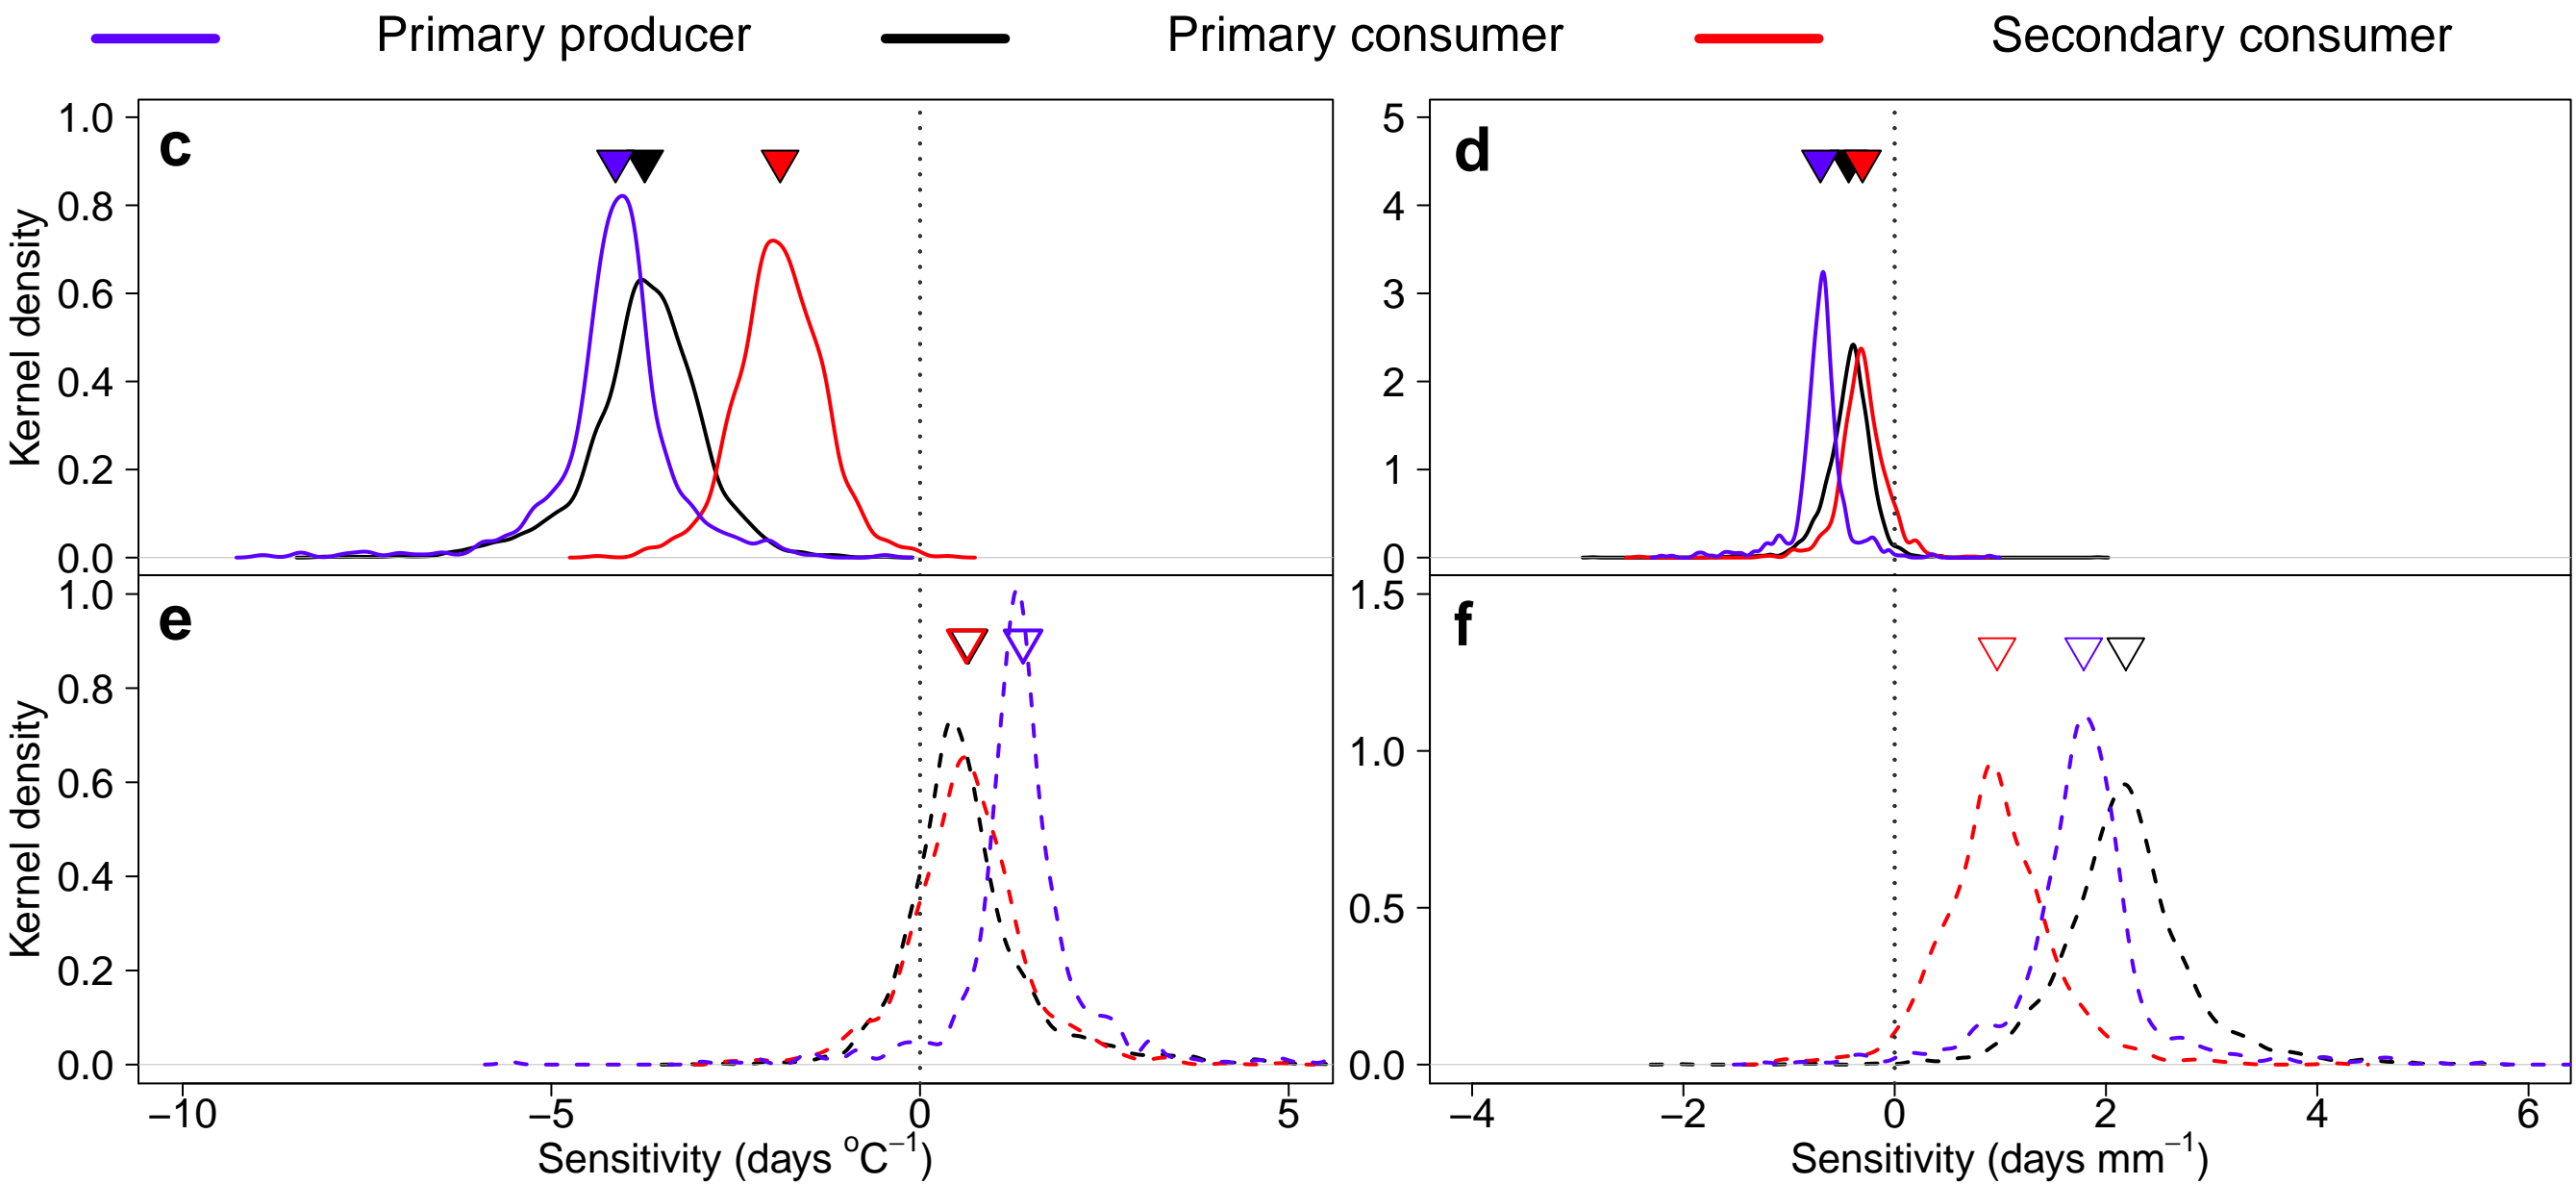 Primary producer Primary consumer Secondary consumer
c
1.0
0.8
0.6
0.4
0.2
0.0
Kernel density
d
5
4
3
2
1
0
e
1.0
0.8
0.6
0.4
0.2
0.0
Kernel density
−10 −5 0 5
Sensitivity (days °C⁻¹)
f
1.5
1.0
0.5
0.0
−4 −2 0 2 4 6
Sensitivity (days mm⁻¹)